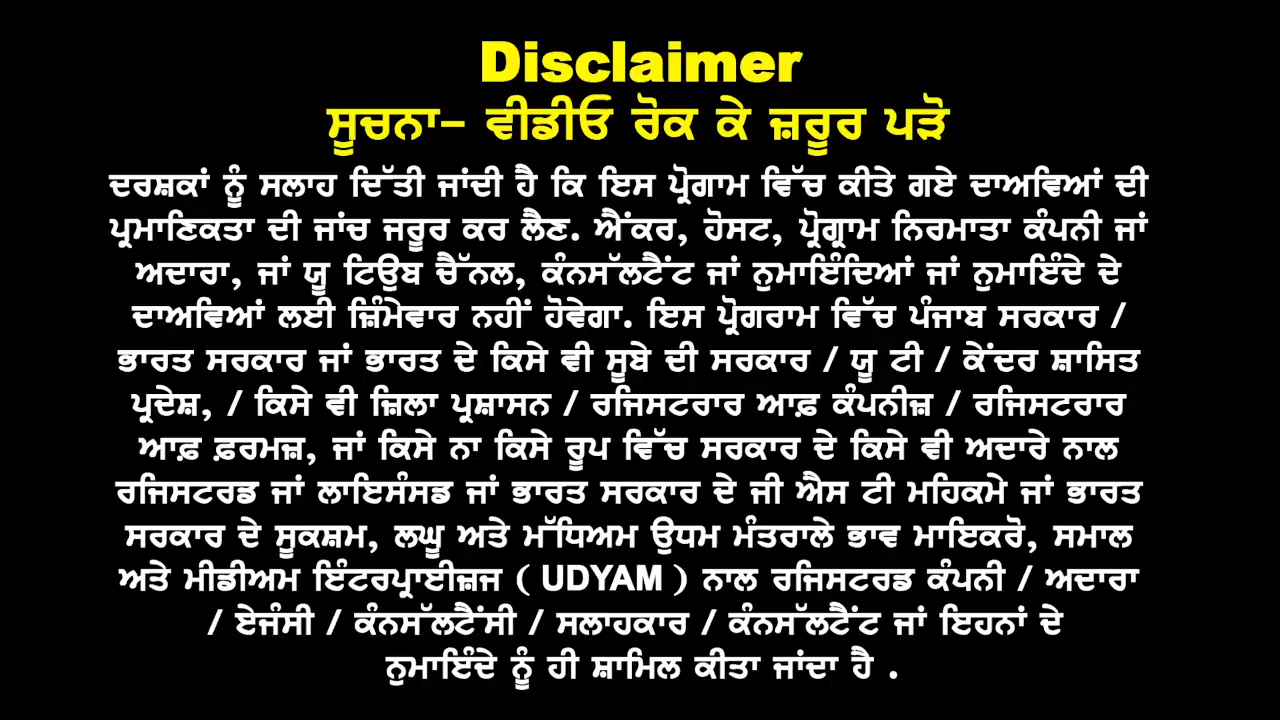 Disclaimer
ਸੂਚਨਾ- ਵੀਡੀਓ ਰੋਕ ਕੇ ਜ਼ਰੂਰ ਪੜੋ
ਦਰਸ਼ਕਾਂ ਨੂੰ ਸਲਾਹ ਦਿੱਤੀ ਜਾਂਦੀ ਹੈ ਕਿ ਇਸ ਪ੍ਰੋਗਾਮ ਵਿੱਚ ਕੀਤੇ ਗਏ ਦਾਅਵਿਆਂ ਦੀ
ਪ੍ਰਮਾਣਿਕਤਾ ਦੀ ਜਾਂਚ ਜਰੂਰ ਕਰ ਲੈਣ. ਐਂਕਰ, ਹੋਸਟ, ਪ੍ਰੋਗ੍ਰਾਮ ਨਿਰਮਾਤਾ ਕੰਪਨੀ ਜਾਂ
ਅਦਾਰਾ, ਜਾਂ ਯੂ ਟਿਊਬ ਚੈੱਨਲ, ਕੰਨਸੱਲਟੈਂਟ ਜਾਂ ਨੁਮਾਇੰਦਿਆਂ ਜਾਂ ਨੁਮਾਇੰਦੇ ਦੇ
ਦਾਅਵਿਆਂ ਲਈ ਜ਼ਿੰਮੇਵਾਰ ਨਹੀਂ ਹੋਵੇਗਾ. ਇਸ ਪ੍ਰੋਗਰਾਮ ਵਿੱਚ ਪੰਜਾਬ ਸਰਕਾਰ /
ਭਾਰਤ ਸਰਕਾਰ ਜਾਂ ਭਾਰਤ ਦੇ ਕਿਸੇ ਵੀ ਸੂਬੇ ਦੀ ਸਰਕਾਰ / ਯੂ ਟੀ / ਕੇਂਦਰ ਸ਼ਾਸਿਤ
ਪ੍ਰਦੇਸ਼, / ਕਿਸੇ ਵੀ ਜ਼ਿਲਾ ਪ੍ਰਸ਼ਾਸਨ / ਰਜਿਸਟਰਾਰ ਆਫ਼ ਕੰਪਨੀਜ਼ / ਰਜਿਸਟਰਾਰ
ਆਫ਼ ਫ਼ਰਮਜ਼, ਜਾਂ ਕਿਸੇ ਨਾ ਕਿਸੇ ਰੂਪ ਵਿੱਚ ਸਰਕਾਰ ਦੇ ਕਿਸੇ ਵੀ ਅਦਾਰੇ ਨਾਲ
ਰਜਿਸਟਰਡ ਜਾਂ ਲਾਇਸੰਸਡ ਜਾਂ ਭਾਰਤ ਸਰਕਾਰ ਦੇ ਜੀ ਐਸ ਟੀ ਮਹਿਕਮੇ ਜਾਂ ਭਾਰਤ
ਸਰਕਾਰ ਦੇ ਸੂਕਸ਼ਮ, ਲਘੂ ਅਤੇ ਮੱਧਿਅਮ ਉਧਮ ਮੰਤਰਾਲੇ ਭਾਵ ਮਾਇਕਰੋ, ਸਮਾਲ
ਅਤੇ ਮੀਡੀਅਮ ਇੰਟਰਪ੍ਰਾਈਜ਼ਜ ( UDYAM ) ਨਾਲ ਰਜਿਸਟਰਡ ਕੰਪਨੀ / ਅਦਾਰਾ
/ ਏਜੰਸੀ / ਕੰਨਸੱਲਟੈਂਸੀ / ਸਲਾਹਕਾਰ / ਕੰਨਸੱਲਟੈਂਟ ਜਾਂ ਇਹਨਾਂ ਦੇ
ਨੁਮਾਇੰਦੇ ਨੂੰ ਹੀ ਸ਼ਾਮਿਲ ਕੀਤਾ ਜਾਂਦਾ ਹੈ .